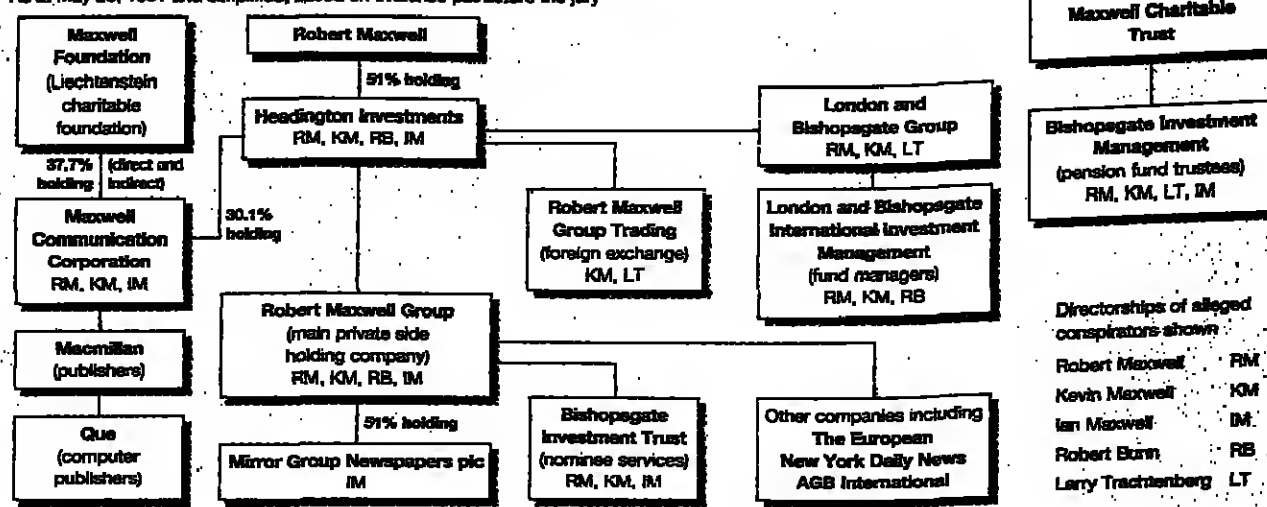 Maxwell
Foundation
(Liechtenstein
charitable
foundation)
37.7% (direct and
holding indirect)
Maxwell
Communication
Corporation
RM, KM, IM
Macmillan
(publishers)
Que
(computer
publishers)
Robert Maxwell
51% holding
Headington Investments
RM, KM, RB, IM
30.1%
holding
Robert Maxwell Group
(main private side
holding company)
RM, KM, RB, IM
51% holding
Mirror Group Newspapers plc
IM
Robert Maxwell
Group Trading
(foreign exchange)
KM, LT
Bishopsgate
Investment Trust
(nominee services)
RM, KM, IM
London and
Bishopsgate Group
RM, KM, LT
London and Bishopsgate
International Investment
Management
(fund managers)
RM, KM, RB
Other companies including
The European
New York Daily News
AGB International
Maxwell Charitable
Trust
Bishopsgate Investment
Management
(pension fund trustees)
RM, KM, LT, IM
Directorships of alleged
conspirators shown
Robert Maxwell RM
Kevin Maxwell KM
Ian Maxwell IM
Robert Bunn RB
Larry Trachtenberg LT